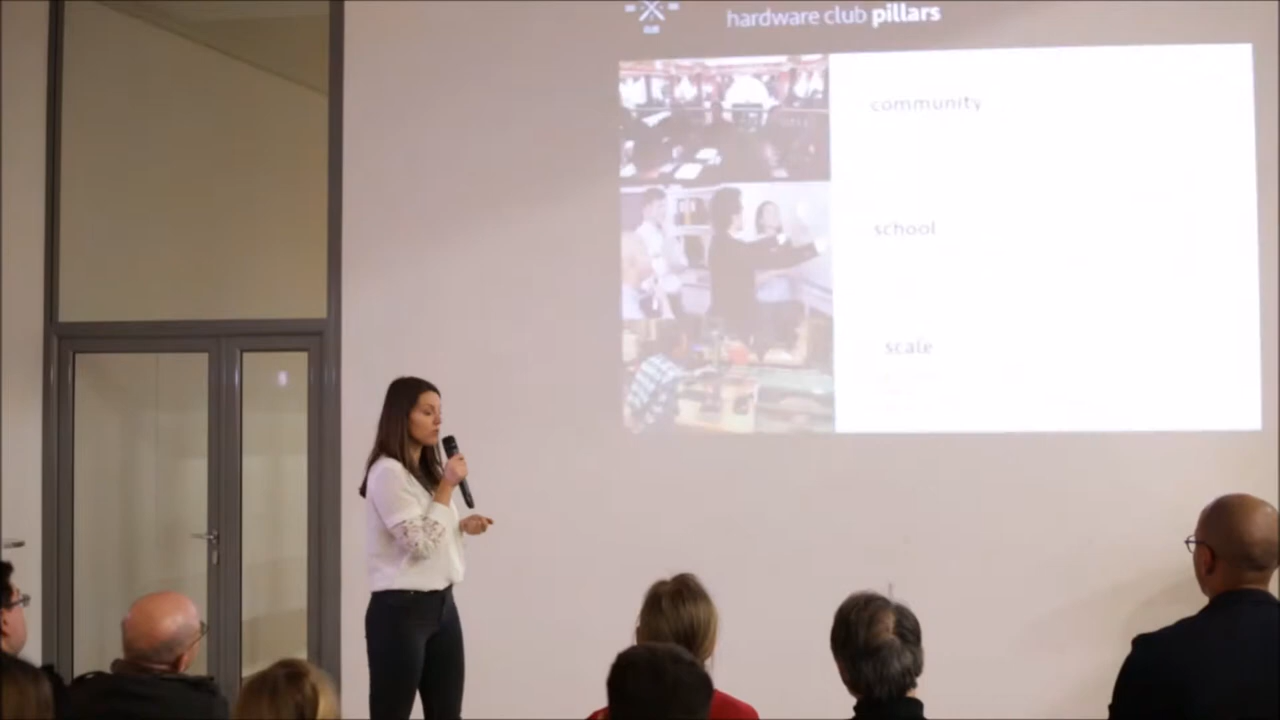 hardware club pillars
community
school
scale